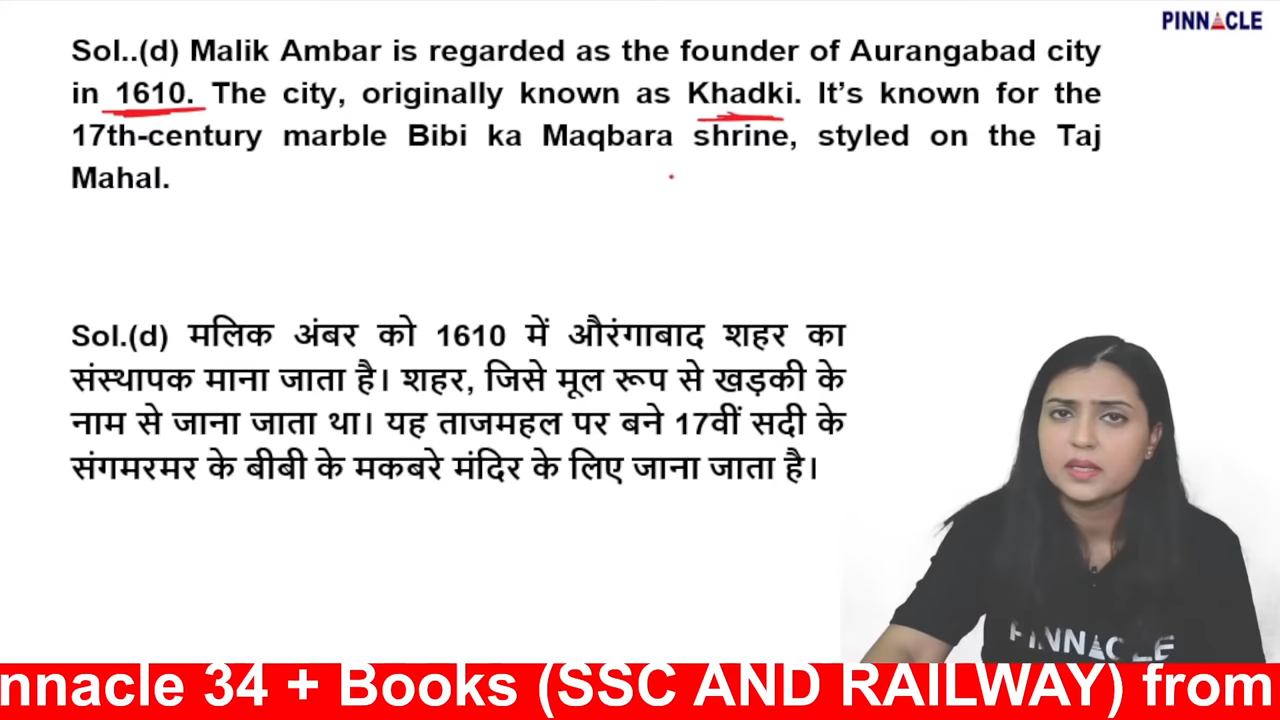 PINNACLE
Sol..(d) Malik Ambar is regarded as the founder of Aurangabad city
in 1610. The city, originally known as Khadki. It’s known for the
17th-century marble Bibi ka Maqbara shrine, styled on the Taj
Mahal.
Sol.(d) मलिक अंबर को 1610 में औरंगाबाद शहर का
संस्थापक माना जाता है। शहर, जिसे मूल रूप से खड़की के
नाम से जाना जाता था। यह ताजमहल पर बने 17वीं सदी के
संगमरमर के बीबी के मकबरे मंदिर के लिए जाना जाता है।
PINNACLE
nnacle 34 + Books (SSC AND RAILWAY) from